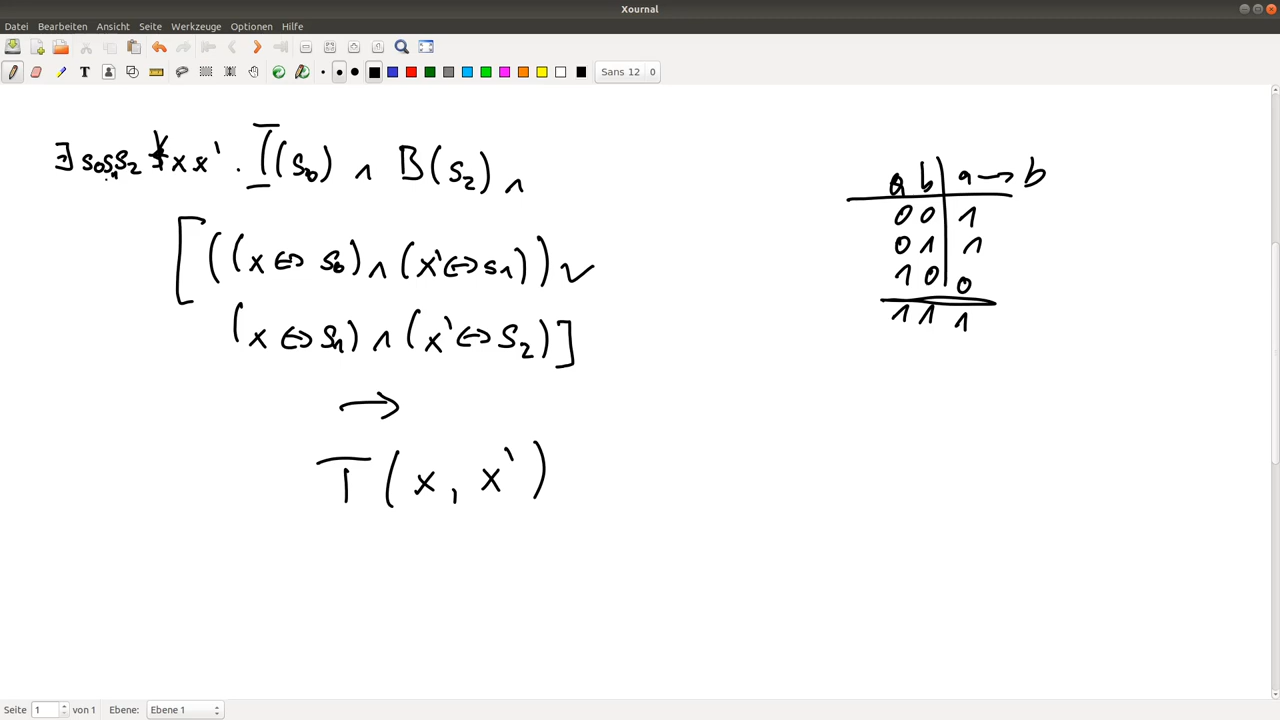 Xournal
Datei Bearbeiten Ansicht Seite Werkzeuge Optionen Hilfe
Sans 12 0
∃ s₀s₁s₂ ∀ x x' . I(s₀) ∧ B(s₂) ∧
[((x ⇔ s₀) ∧ (x' ⇔ s₁)) ∨
(x ⇔ s₁) ∧ (x' ⇔ s₂)]
→
T(x, x')
a b | a → b
0 0 | 1
0 1 | 1
1 0 | 0
1 1 | 1
Seite 1 von 1 Ebene: Ebene 1